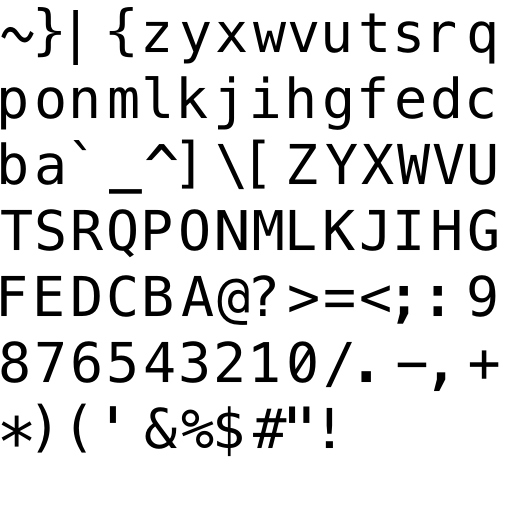 ~}|{zyxwvutsrq
ponmlkjihgfedc
ba`_^]\[ZYXWVU
TSRQPONMLKJIHG
FEDCBA@?>=<;:9
876543210/.-,+
*)('&%$#"!